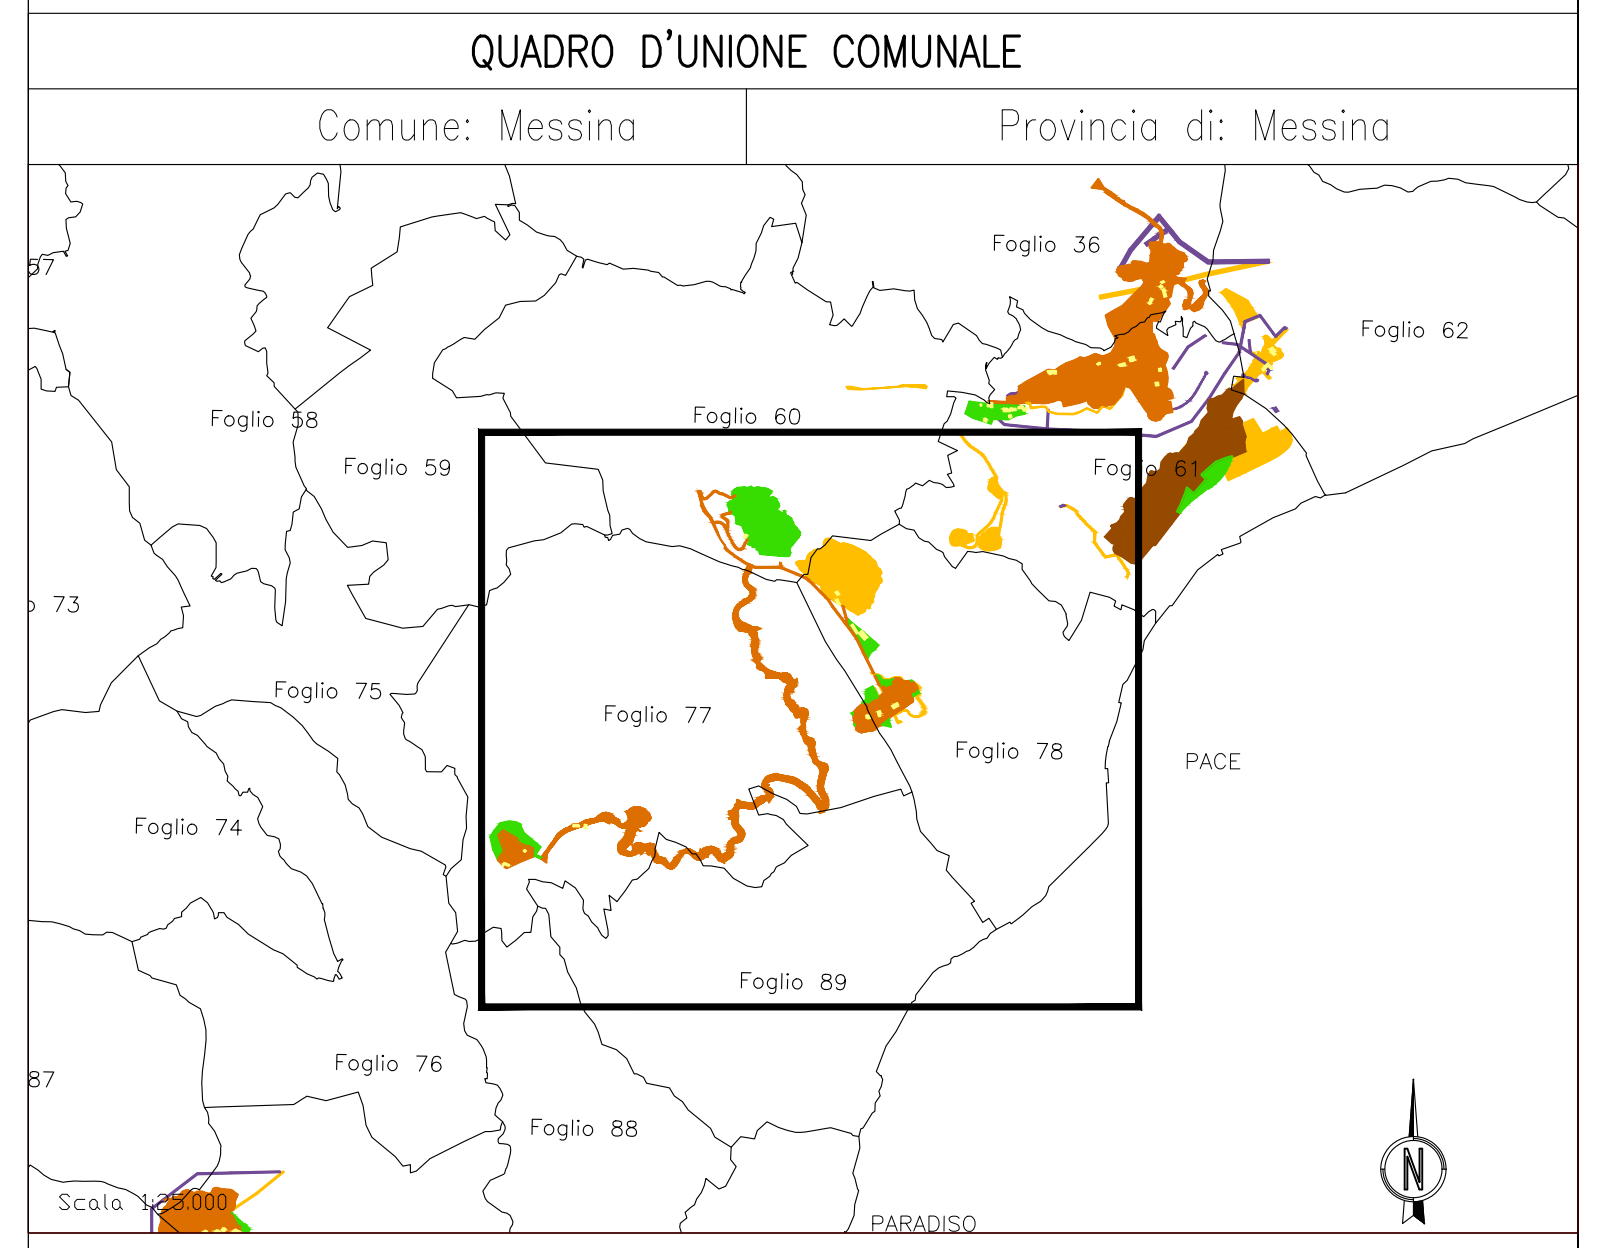 QUADRO D'UNIONE COMUNALE
Comune: Messina
Provincia di: Messina
Foglio 36
57
Foglio 62
Foglio 58
Foglio 60
Foglio 59
Foglio 61
o 73
Foglio 75
Foglio 77
Foglio 78
PACE
Foglio 74
Foglio 89
Foglio 76
87
Foglio 88
N
Scala 1:25.000
PARADISO